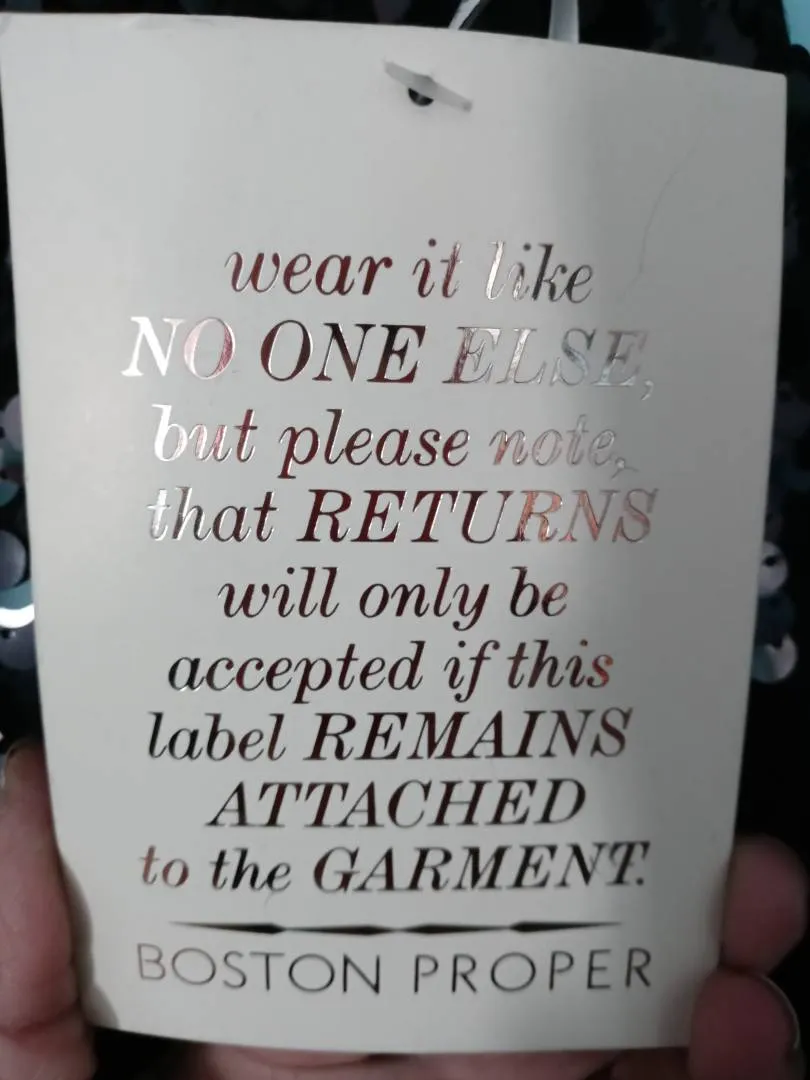 wear it like
NO ONE ELSE,
but please note,
that RETURNS
will only be
accepted if this
label REMAINS
ATTACHED
to the GARMENT.
BOSTON PROPER